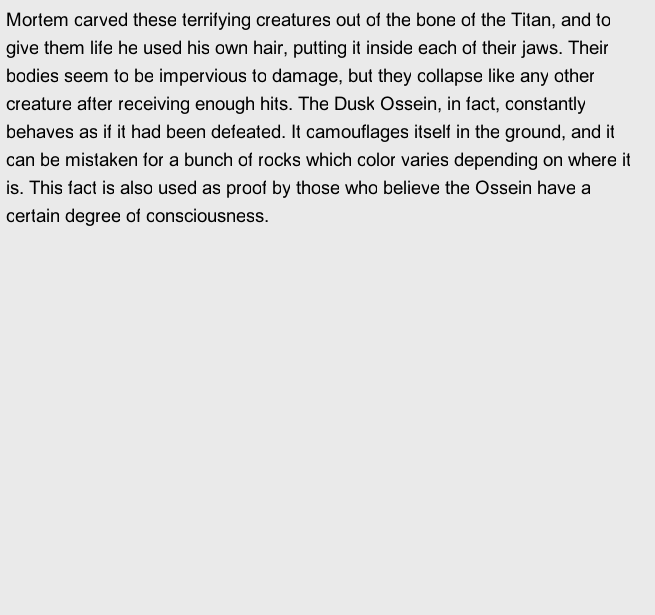 Mortem carved these terrifying creatures out of the bone of the Titan, and to
give them life he used his own hair, putting it inside each of their jaws. Their
bodies seem to be impervious to damage, but they collapse like any other
creature after receiving enough hits. The Dusk Ossein, in fact, constantly
behaves as if it had been defeated. It camouflages itself in the ground, and it
can be mistaken for a bunch of rocks which color varies depending on where it
is. This fact is also used as proof by those who believe the Ossein have a
certain degree of consciousness.